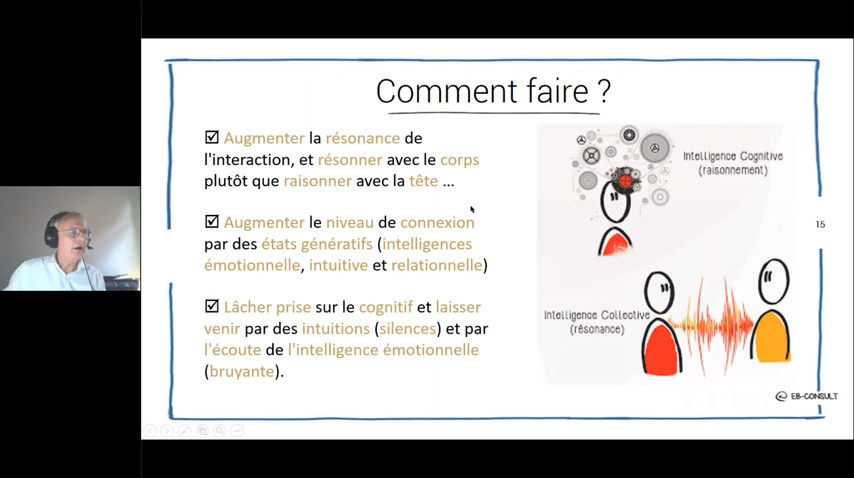 Comment faire ?
☑ Augmenter la résonance de
l'interaction, et résonner avec le corps
plutôt que raisonner avec la tête ...
☑ Augmenter le niveau de connexion
par des états génératifs (intelligences
émotionnelle, intuitive et relationnelle)
☑ Lâcher prise sur le cognitif et laisser
venir par des intuitions (silences) et par
l'écoute de l'intelligence émotionnelle
(bruyante).
Intelligence Cognitive
(raisonnement)
Intelligence Collective
(résonance)
15
@ EB-CONSULT